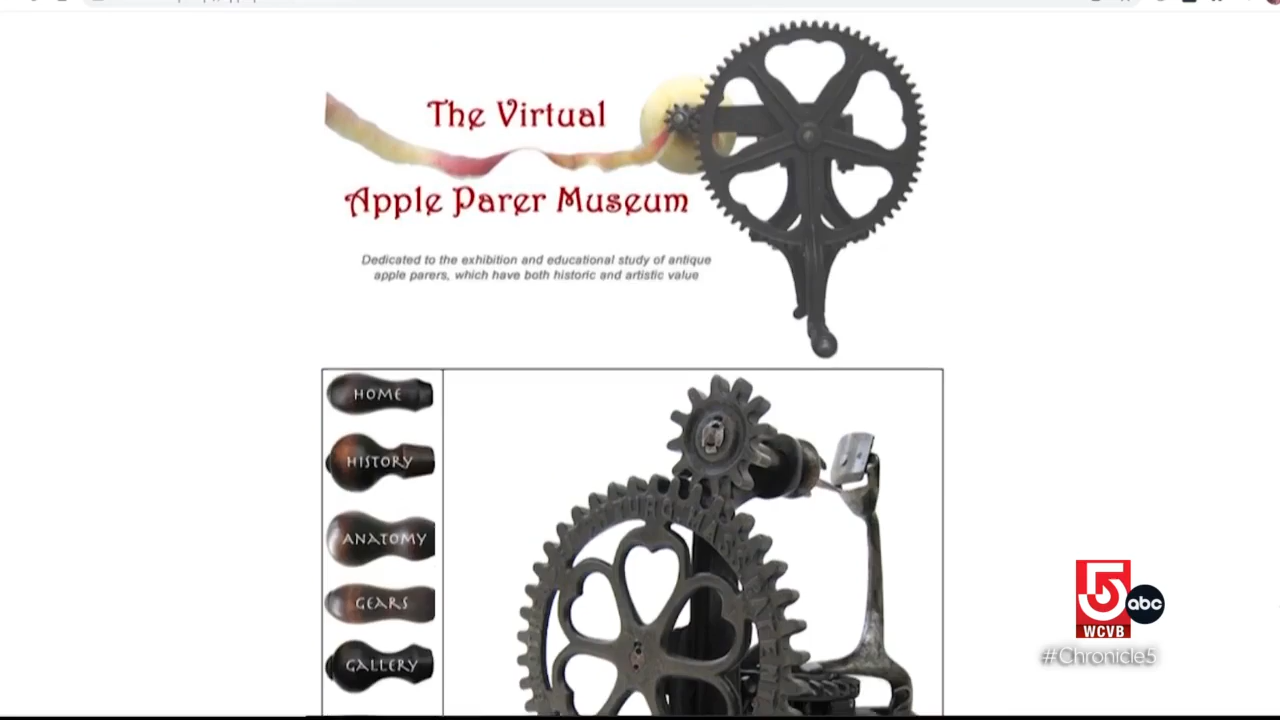 The Virtual
Apple Parer Museum
Dedicated to the exhibition and educational study of antique
apple parers, which have both historic and artistic value
HOME
HISTORY
ANATOMY
GEARS
GALLERY
5
abc
WCVB
#Chronicle5